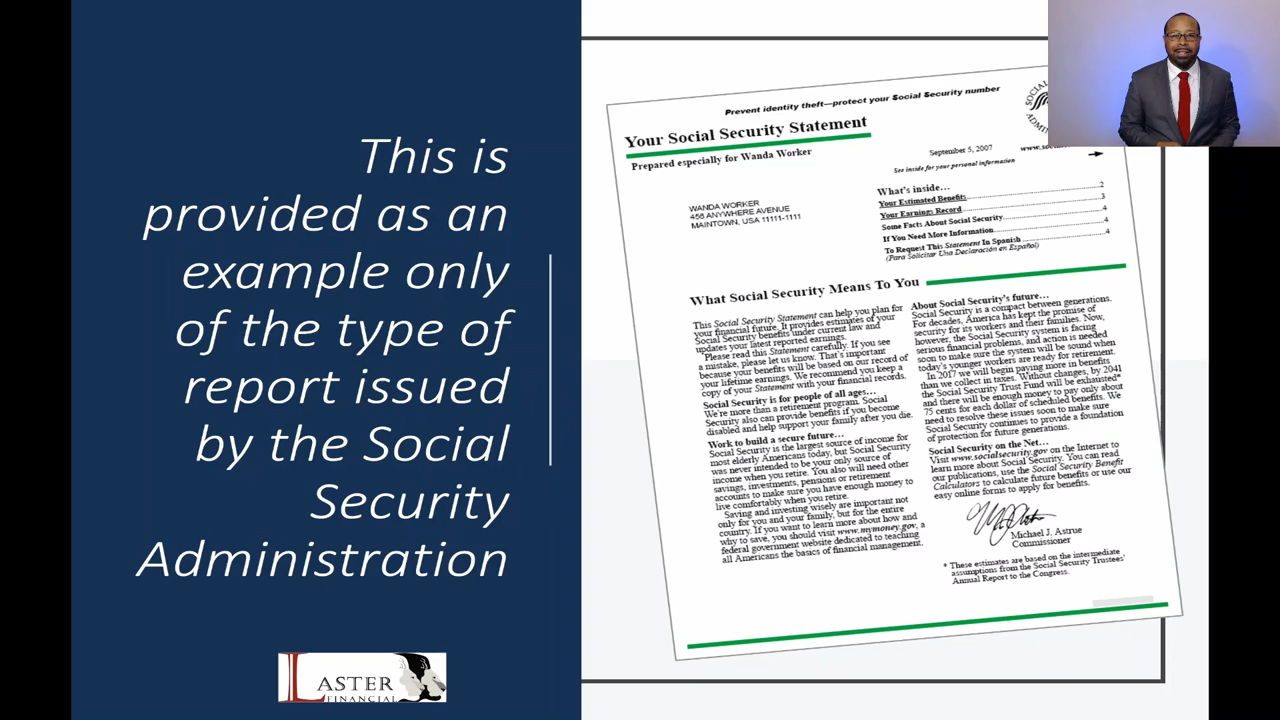 This is
provided as an
example only
of the type of
report issued
by the Social
Security
Administration
LASTER
FINANCIAL
Prevent identity theft—protect your Social Security number
Your Social Security Statement
Prepared especially for Wanda Worker
September 5, 2007
See inside for your personal information
WANDA WORKER
456 ANYWHERE AVENUE
MAINTOWN, USA 11111-1111
What's inside...
Your Estimated Benefits 2
Your Earnings Record 3
Some Facts About Social Security 4
If You Need More Information 4
To Request This Statement In Spanish 4
(Para Solicitar Una Declaración en Español)
What Social Security Means To You
This Social Security Statement can help you plan for
your financial future. It provides estimates of your
Social Security benefits under current law and
updates your latest reported earnings.
Please read this Statement carefully. If you see
a mistake, please let us know. That's important
because your benefits will be based on our record of
your lifetime earnings. We recommend you keep a
copy of your Statement with your financial records.
Social Security is for people of all ages...
We're more than a retirement program. Social
Security also can provide benefits if you become
disabled and help support your family after you die.
Work to build a secure future...
Social Security is the largest source of income for
most elderly Americans today, but Social Security
was never intended to be your only source of
income when you retire. You also will need other
savings, investments, pensions or retirement
accounts to make sure you have enough money to
live comfortably when you retire.
Saving and investing wisely are important not
only for you and your family, but for the entire
country. If you want to learn more about how and
why to save, you should visit www.mymoney.gov, a
federal government website dedicated to teaching
all Americans the basics of financial management.
About Social Security's future...
Social Security is a compact between generations.
For decades, America has kept the promise of
security for its workers and their families. Now,
however, the Social Security system is facing
serious financial problems, and action is needed
soon to make sure the system will be sound when
today's younger workers are ready for retirement.
In 2017 we will begin paying more in benefits
than we collect in taxes. Without changes, by 2041
the Social Security Trust Fund will be exhausted*
and there will be enough money to pay only about
75 cents for each dollar of scheduled benefits. We
need to resolve these issues soon to make sure
Social Security continues to provide a foundation
of protection for future generations.
Social Security on the Net...
Visit www.socialsecurity.gov on the Internet to
learn more about Social Security. You can read
our publications, use the Social Security Benefit
Calculators to calculate future benefits or use our
easy online forms to apply for benefits.
Michael J. Astrue
Commissioner
* These estimates are based on the intermediate
assumptions from the Social Security Trustees'
Annual Report to the Congress.